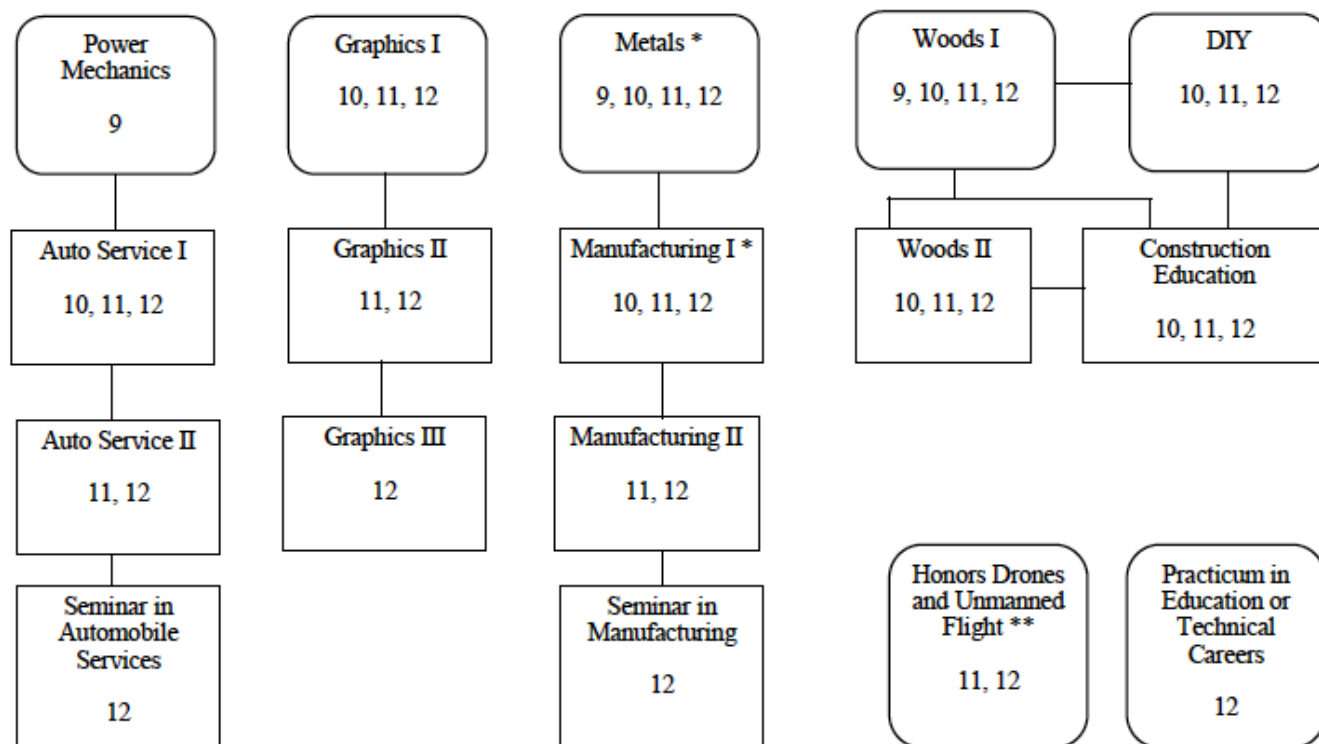 Power
Mechanics
9
Graphics I
10, 11, 12
Metals *
9, 10, 11, 12
Woods I
9, 10, 11, 12
DIY
10, 11, 12
Auto Service I
10, 11, 12
Graphics II
11, 12
Manufacturing I *
10, 11, 12
Woods II
10, 11, 12
Construction
Education
10, 11, 12
Auto Service II
11, 12
Graphics III
12
Manufacturing II
11, 12
Seminar in
Automobile
Services
12
Seminar in
Manufacturing
12
Honors Drones
and Unmanned
Flight **
11, 12
Practicum in
Education or
Technical
Careers
12